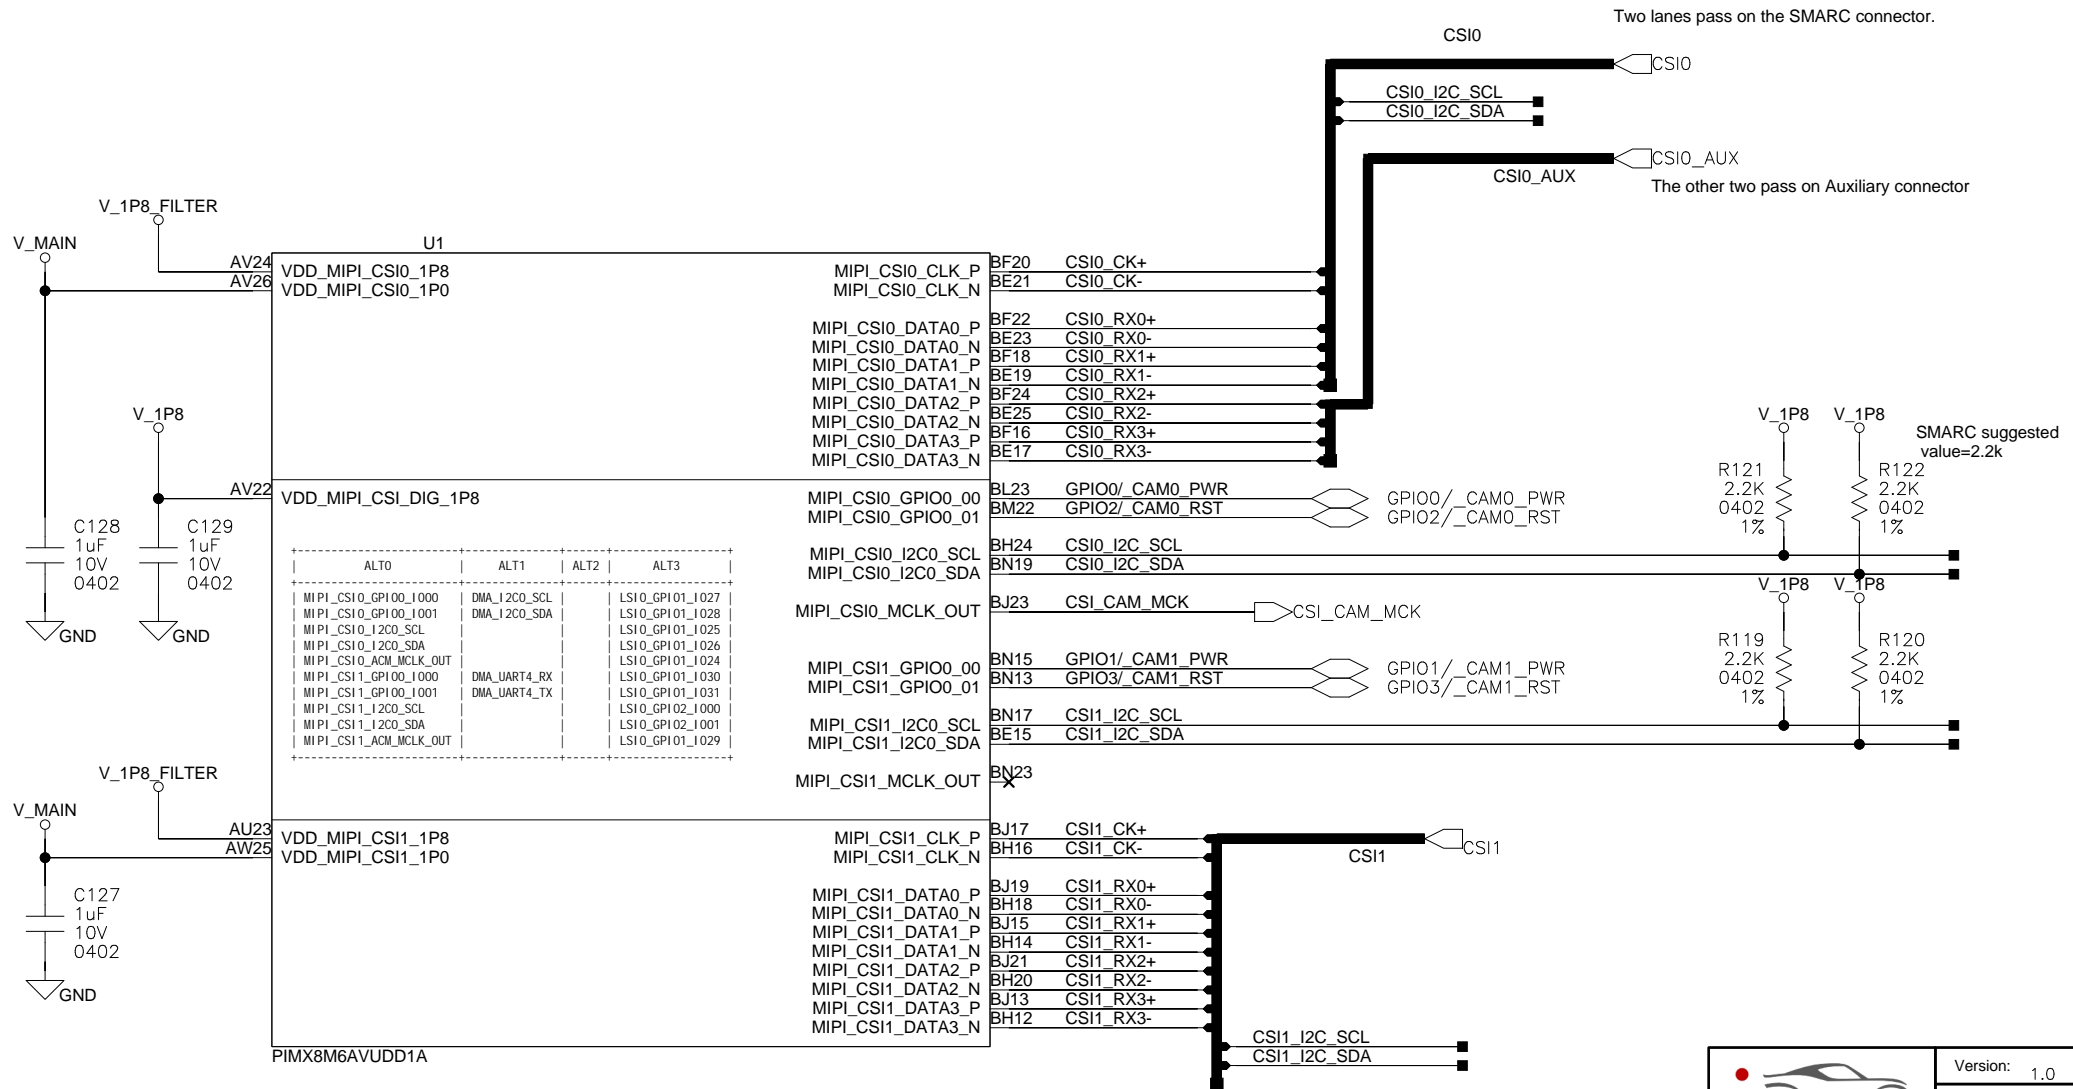 Two lanes pass on the SMARC connector.
CSI0
CSI0
CSI0_I2C_SCL
CSI0_I2C_SDA
CSI0_AUX
CSI0_AUX
The other two pass on Auxiliary connector
V_1P8_FILTER
V_MAIN
U1
AV24 VDD_MIPI_CSI0_1P8
AV26 VDD_MIPI_CSI0_1P0
MIPI_CSI0_CLK_P BF20 CSI0_CK+
MIPI_CSI0_CLK_N BE21 CSI0_CK-
MIPI_CSI0_DATA0_P BF22 CSI0_RX0+
MIPI_CSI0_DATA0_N BE23 CSI0_RX0-
MIPI_CSI0_DATA1_P BF18 CSI0_RX1+
MIPI_CSI0_DATA1_N BE19 CSI0_RX1-
MIPI_CSI0_DATA2_P BF24 CSI0_RX2+
MIPI_CSI0_DATA2_N BE25 CSI0_RX2-
MIPI_CSI0_DATA3_P BF16 CSI0_RX3+
MIPI_CSI0_DATA3_N BE17 CSI0_RX3-
V_1P8
AV22 VDD_MIPI_CSI_DIG_1P8
C128
1uF
10V
0402
GND
C129
1uF
10V
0402
GND
MIPI_CSI0_GPIO0_00 BL23 GPIO0/_CAM0_PWR GPIO0/_CAM0_PWR
MIPI_CSI0_GPIO0_01 BM22 GPIO2/_CAM0_RST GPIO2/_CAM0_RST
MIPI_CSI0_I2C0_SCL BH24 CSI0_I2C_SCL
MIPI_CSI0_I2C0_SDA BN19 CSI0_I2C_SDA
MIPI_CSI0_MCLK_OUT BJ23 CSI_CAM_MCK CSI_CAM_MCK
MIPI_CSI1_GPIO0_00 BN15 GPIO1/_CAM1_PWR GPIO1/_CAM1_PWR
MIPI_CSI1_GPIO0_01 BN13 GPIO3/_CAM1_RST GPIO3/_CAM1_RST
MIPI_CSI1_I2C0_SCL BN17 CSI1_I2C_SCL
MIPI_CSI1_I2C0_SDA BE15 CSI1_I2C_SDA
MIPI_CSI1_MCLK_OUT BN23
V_1P8 V_1P8
SMARC suggested
value=2.2k
R121
2.2K
0402
1%
R122
2.2K
0402
1%
V_1P8 V_1P8
R119
2.2K
0402
1%
R120
2.2K
0402
1%
| ALT0 | ALT1 | ALT2 | ALT3
| MIPI_CSI0_GPIO0_IO00 | DMA_I2C0_SCL | | LSIO_GPIO1_IO27 |
| MIPI_CSI0_GPIO0_IO01 | DMA_I2C0_SDA | | LSIO_GPIO1_IO28 |
| MIPI_CSI0_I2C0_SCL | | | LSIO_GPIO1_IO25 |
| MIPI_CSI0_I2C0_SDA | | | LSIO_GPIO1_IO26 |
| MIPI_CSI0_ACM_MCLK_OUT | | | LSIO_GPIO1_IO24 |
| MIPI_CSI1_GPIO0_IO00 | DMA_UART4_RX | | LSIO_GPIO1_IO30 |
| MIPI_CSI1_GPIO0_IO01 | DMA_UART4_TX | | LSIO_GPIO1_IO31 |
| MIPI_CSI1_I2C0_SCL | | | LSIO_GPIO2_IO00 |
| MIPI_CSI1_I2C0_SDA | | | LSIO_GPIO2_IO01 |
| MIPI_CSI1_ACM_MCLK_OUT | | | LSIO_GPIO1_IO29 |
V_1P8_FILTER
V_MAIN
AU23 VDD_MIPI_CSI1_1P8
AW25 VDD_MIPI_CSI1_1P0
C127
1uF
10V
0402
GND
MIPI_CSI1_CLK_P BJ17 CSI1_CK+
MIPI_CSI1_CLK_N BH16 CSI1_CK-
CSI1
CSI1
MIPI_CSI1_DATA0_P BJ19 CSI1_RX0+
MIPI_CSI1_DATA0_N BH18 CSI1_RX0-
MIPI_CSI1_DATA1_P BJ15 CSI1_RX1+
MIPI_CSI1_DATA1_N BH14 CSI1_RX1-
MIPI_CSI1_DATA2_P BJ21 CSI1_RX2+
MIPI_CSI1_DATA2_N BH20 CSI1_RX2-
MIPI_CSI1_DATA3_P BJ13 CSI1_RX3+
MIPI_CSI1_DATA3_N BH12 CSI1_RX3-
CSI1_I2C_SCL
CSI1_I2C_SDA
PIMX8M6AVUDD1A
Version: 1.0